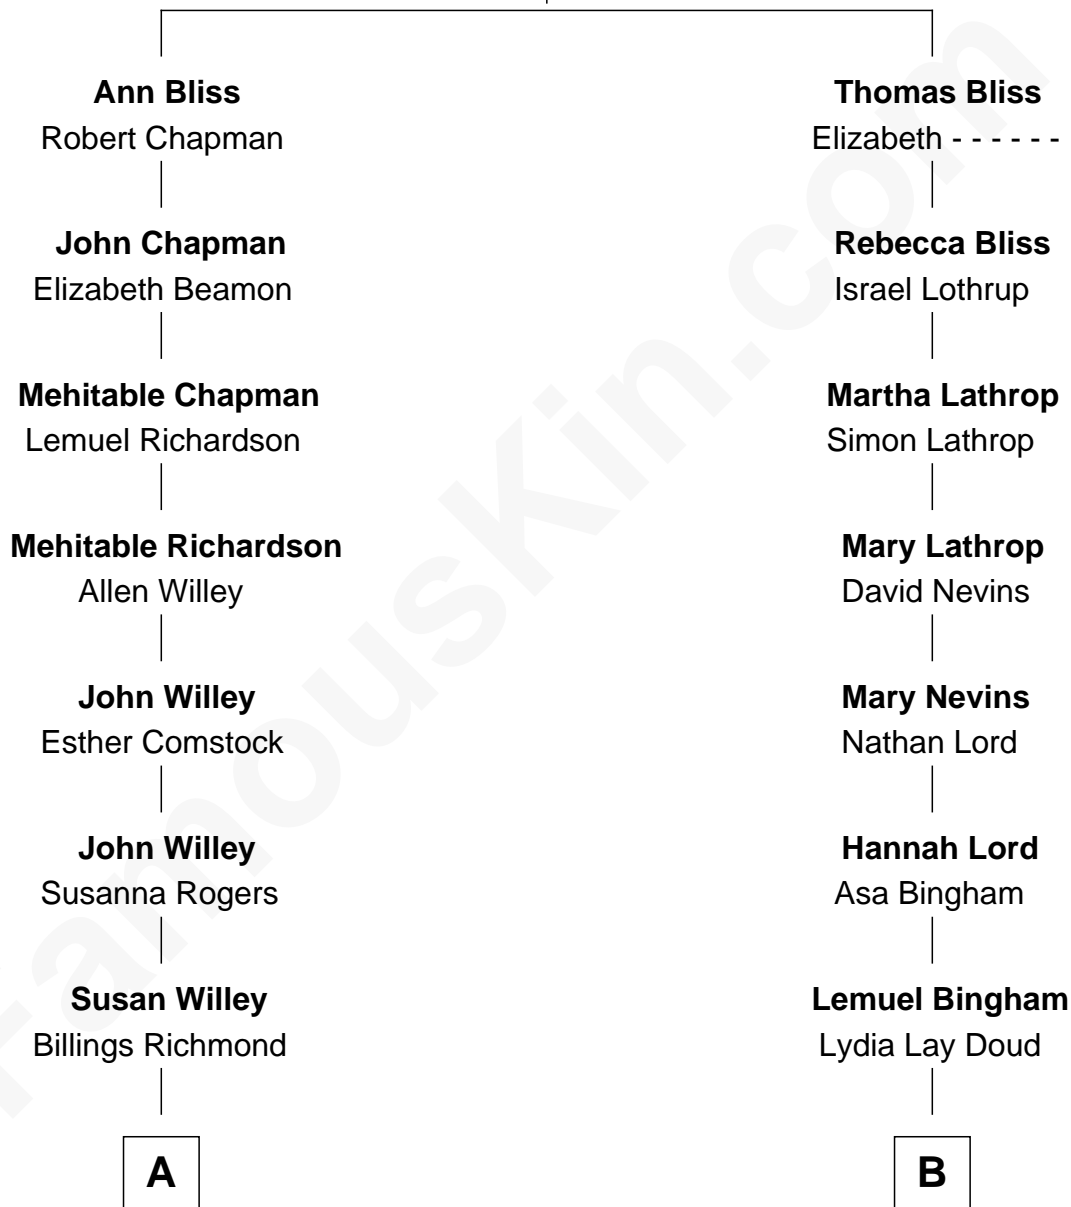 Ann Bliss
Robert Chapman
John Chapman
Elizabeth Beamon
Mehitable Chapman
Lemuel Richardson
Mehitable Richardson
Allen Willey
John Willey
Esther Comstock
John Willey
Susanna Rogers
Susan Willey
Billings Richmond
A
Thomas Bliss
Elizabeth - - - - - -
Rebecca Bliss
Israel Lothrup
Martha Lathrop
Simon Lathrop
Mary Lathrop
David Nevins
Mary Nevins
Nathan Lord
Hannah Lord
Asa Bingham
Lemuel Bingham
Lydia Lay Doud
B
FamousKin.com